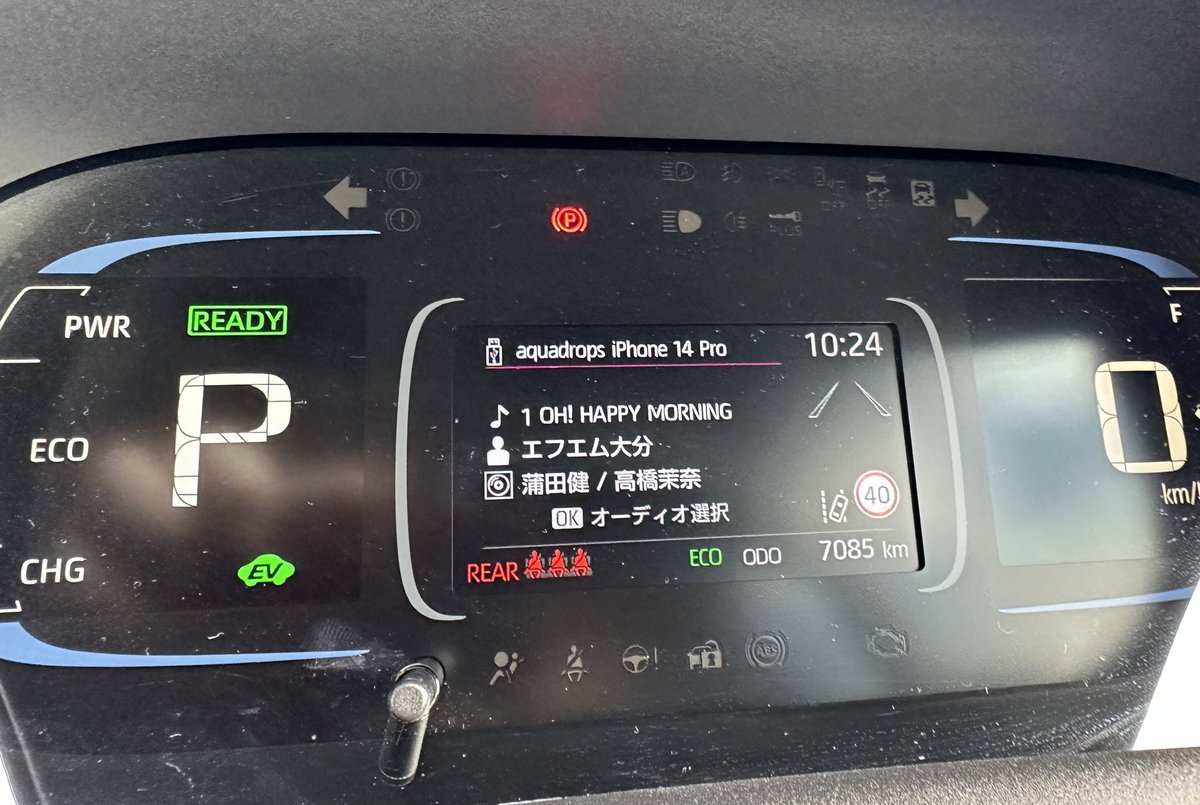 PWR
READY
P
ECO
CHG
EV
P
aquadrops iPhone 14 Pro
10:24
1 OH! HAPPY MORNING
エフエム大分
蒲田健 / 高橋茉奈
OK オーディオ選択
40
REAR
ECO ODO 7085 km
F
0
km/
A
PLUS
ABS